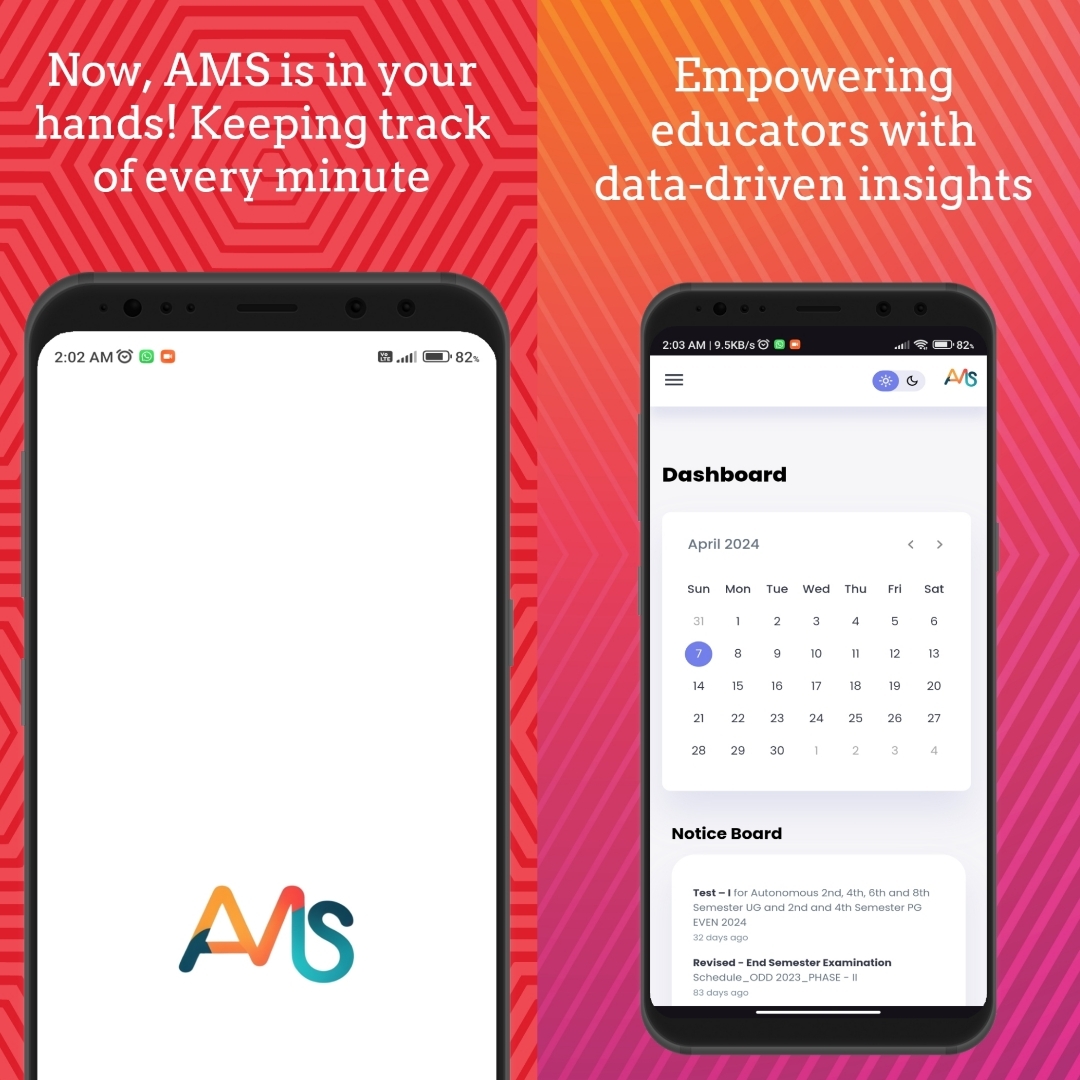 Now, AMS is in your
hands! Keeping track
of every minute
2:02 AM
Vo
LTE
82%
AMS
Empowering
educators with
data-driven insights
2:03 AM | 9.5KB/s
82%
AMS
Dashboard
April 2024
Sun Mon Tue Wed Thu Fri Sat
31 1 2 3 4 5 6
7 8 9 10 11 12 13
14 15 16 17 18 19 20
21 22 23 24 25 26 27
28 29 30 1 2 3 4
Notice Board
Test – I for Autonomous 2nd, 4th, 6th and 8th
Semester UG and 2nd and 4th Semester PG
EVEN 2024
32 days ago
Revised - End Semester Examination
Schedule_ODD 2023_PHASE - II
83 days ago